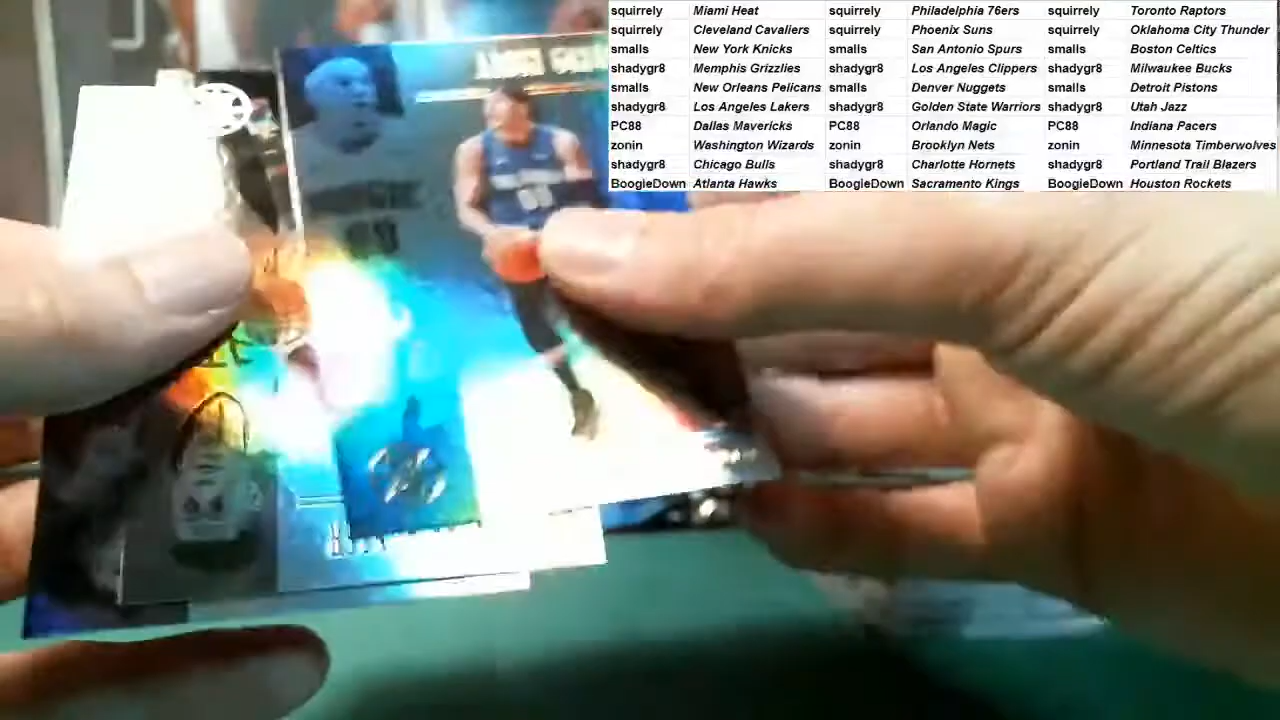 squirrely Miami Heat squirrely Philadelphia 76ers squirrely Toronto Raptors
squirrely Cleveland Cavaliers squirrely Phoenix Suns squirrely Oklahoma City Thunder
smalls New York Knicks smalls San Antonio Spurs smalls Boston Celtics
shadygr8 Memphis Grizzlies shadygr8 Los Angeles Clippers shadygr8 Milwaukee Bucks
smalls New Orleans Pelicans smalls Denver Nuggets smalls Detroit Pistons
shadygr8 Los Angeles Lakers shadygr8 Golden State Warriors shadygr8 Utah Jazz
PC88 Dallas Mavericks PC88 Orlando Magic PC88 Indiana Pacers
zonin Washington Wizards zonin Brooklyn Nets zonin Minnesota Timberwolves
shadygr8 Chicago Bulls shadygr8 Charlotte Hornets shadygr8 Portland Trail Blazers
BoogieDown Atlanta Hawks BoogieDown Sacramento Kings BoogieDown Houston Rockets